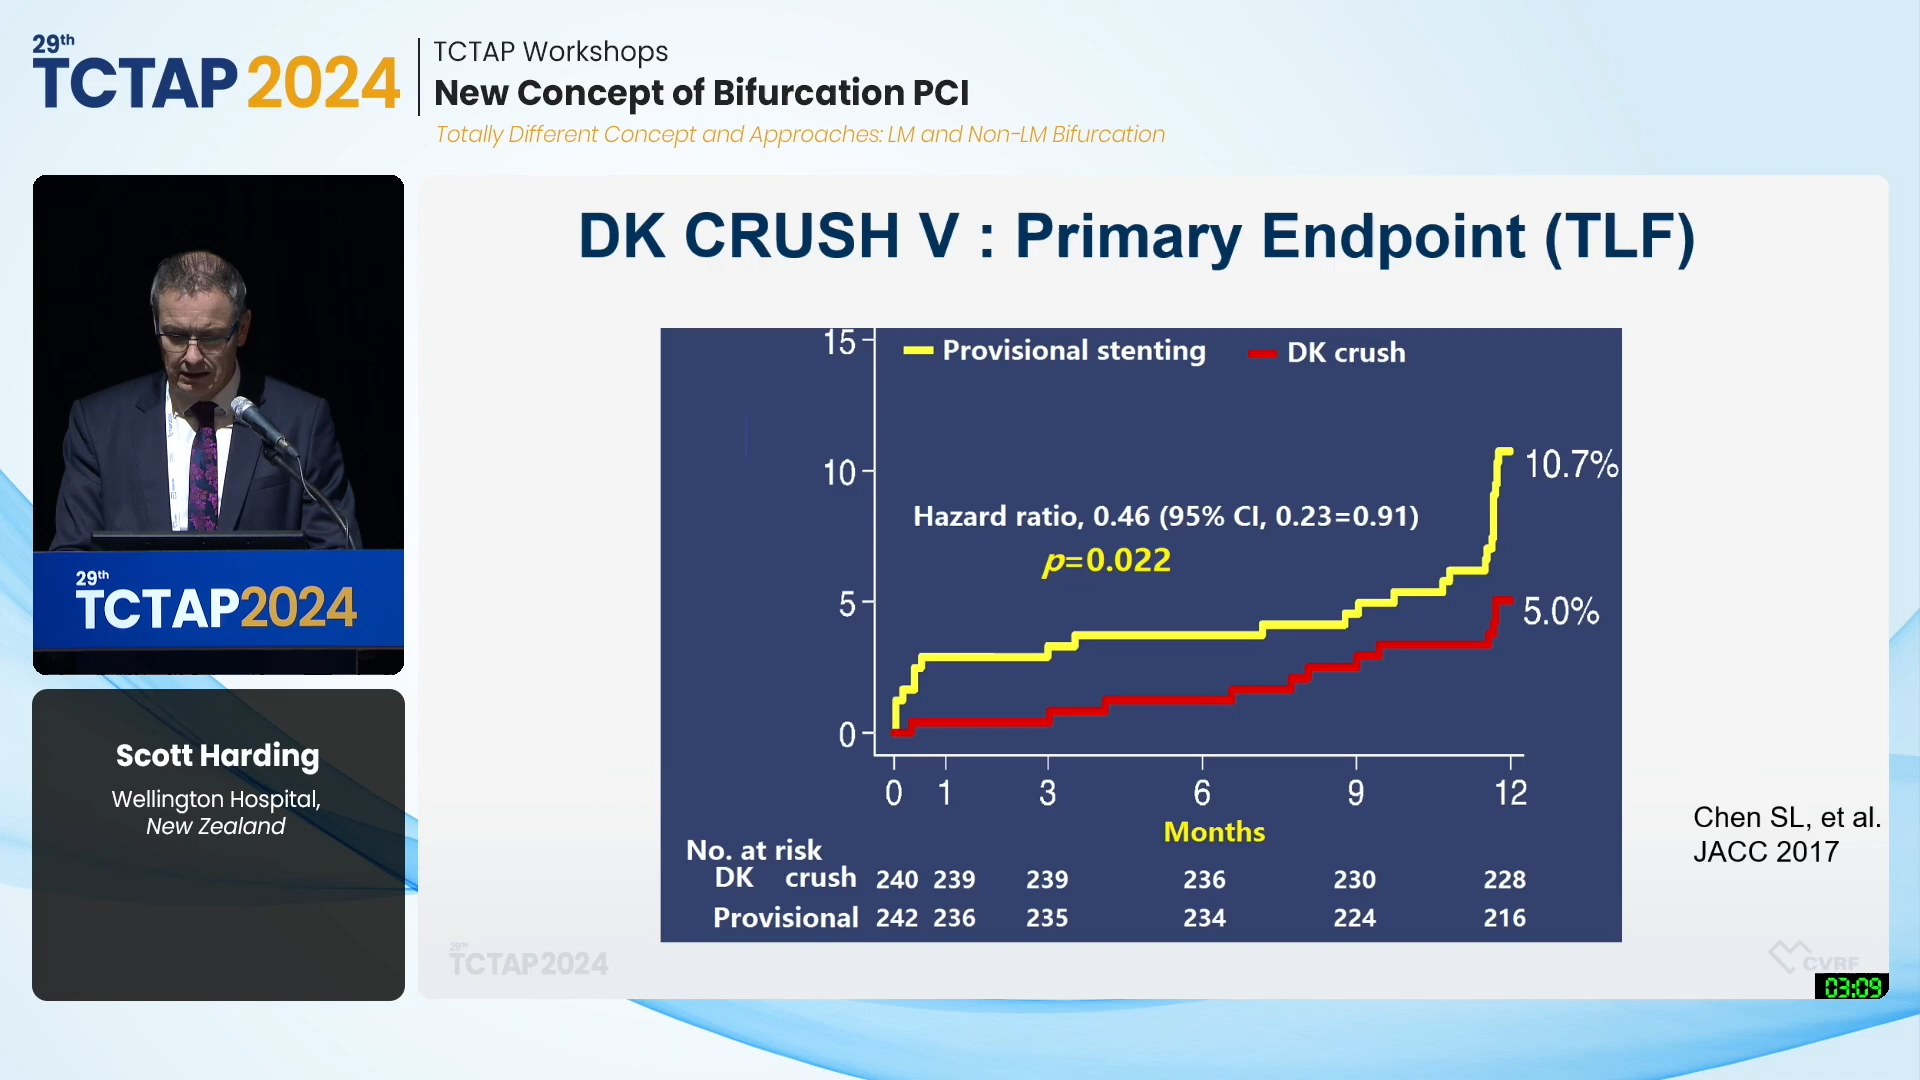 29th
TCTAP 2024
TCTAP Workshops
New Concept of Bifurcation PCI
Totally Different Concept and Approaches: LM and Non-LM Bifurcation
29th
TCTAP2024
Scott Harding
Wellington Hospital,
New Zealand
DK CRUSH V : Primary Endpoint (TLF)
15
Provisional stenting
DK crush
10
10.7%
Hazard ratio, 0.46 (95% CI, 0.23=0.91)
p=0.022
5
5.0%
0
0 1 3 6 9 12
Months
No. at risk
DK crush 240 239 239 236 230 228
Provisional 242 236 235 234 224 216
Chen SL, et al.
JACC 2017
29th
TCTAP2024
CVRF
03:09